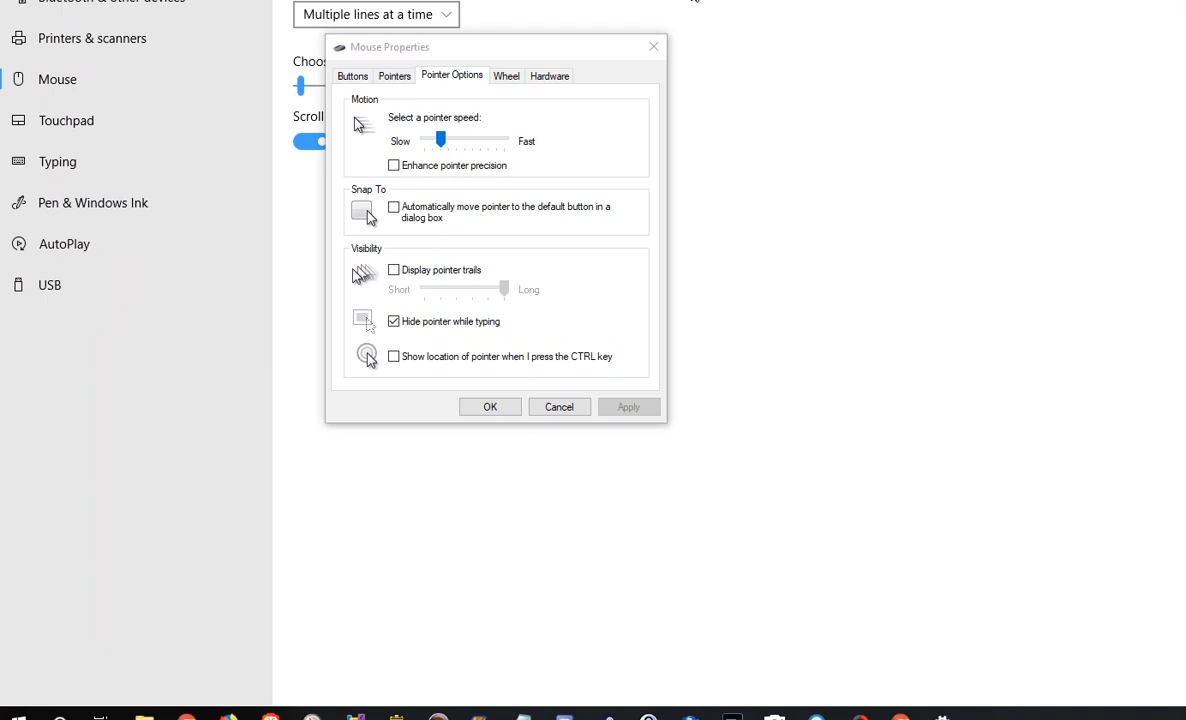 Bluetooth & other devices
Multiple lines at a time
Printers & scanners
Mouse Properties
Choos
Mouse
Buttons Pointers Pointer Options Wheel Hardware
Motion
Select a pointer speed:
Scroll
Slow Fast
Touchpad
Enhance pointer precision
Typing
Snap To
Automatically move pointer to the default button in a
dialog box
Pen & Windows Ink
AutoPlay
Visibility
Display pointer trails
Short Long
USB
Hide pointer while typing
Show location of pointer when I press the CTRL key
OK Cancel Apply